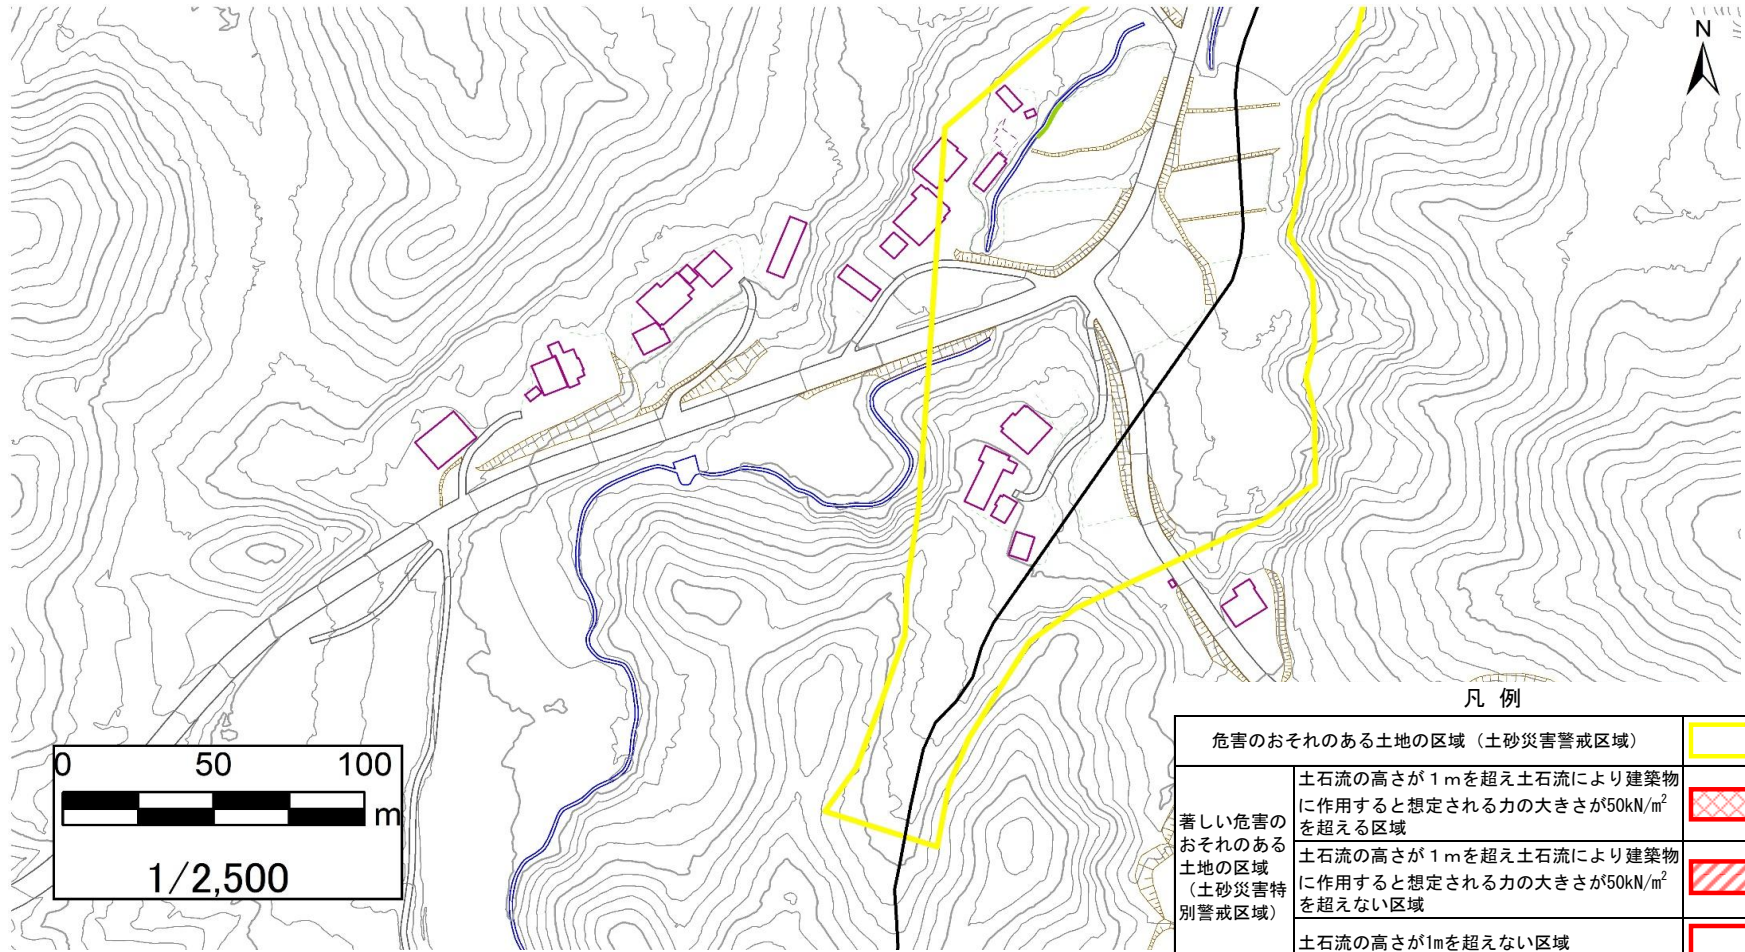 N
凡 例
危害のおそれのある土地の区域（土砂災害警戒区域）
著しい危害の
おそれのある
土地の区域
（土砂災害特
別警戒区域）
土石流の高さが１ｍを超え土石流により建築物
に作用すると想定される力の大きさが50kN/㎡
を超える区域
土石流の高さが１ｍを超え土石流により建築物
に作用すると想定される力の大きさが50kN/㎡
を超えない区域
土石流の高さが1mを超えない区域
0 50 100
m
1/2,500